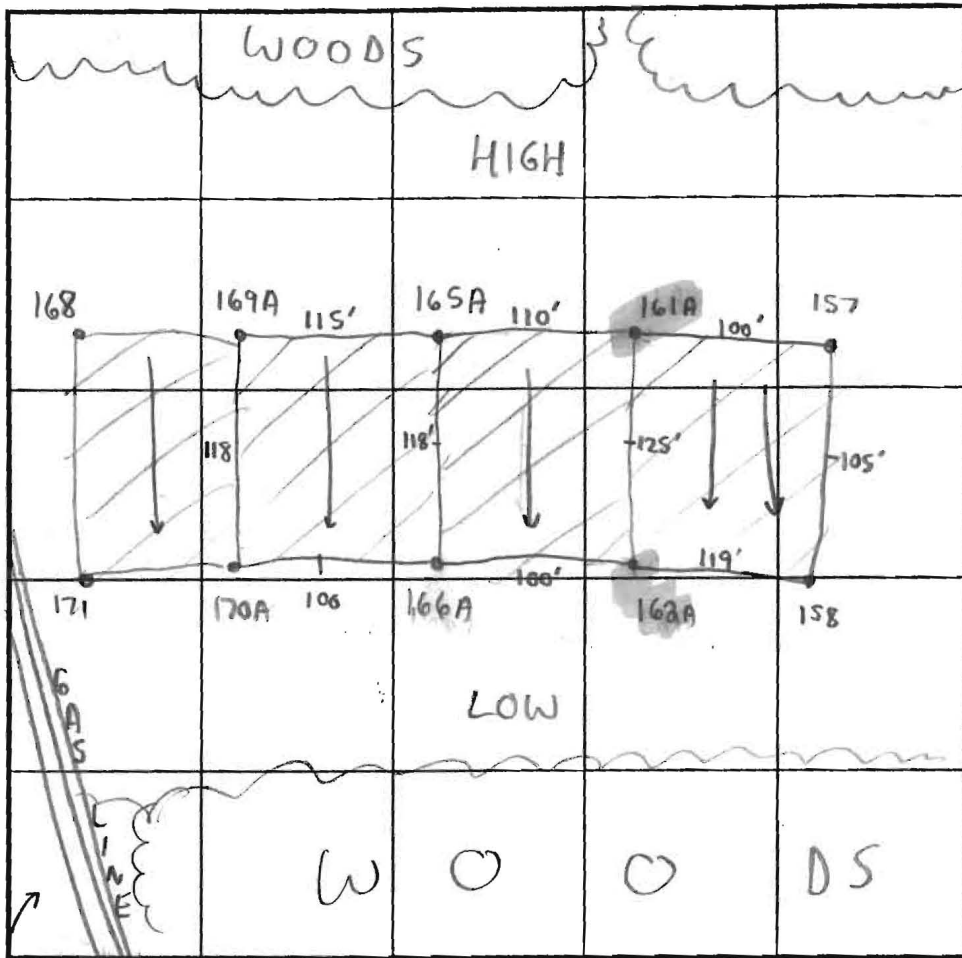 WOODS
HIGH
168 169A 115' 165A 110' 161A 100' 157
118 118' 125' 105'
171 170A 106 166A 100' 162A 119' 158
GAS LINE
LOW
WOODS